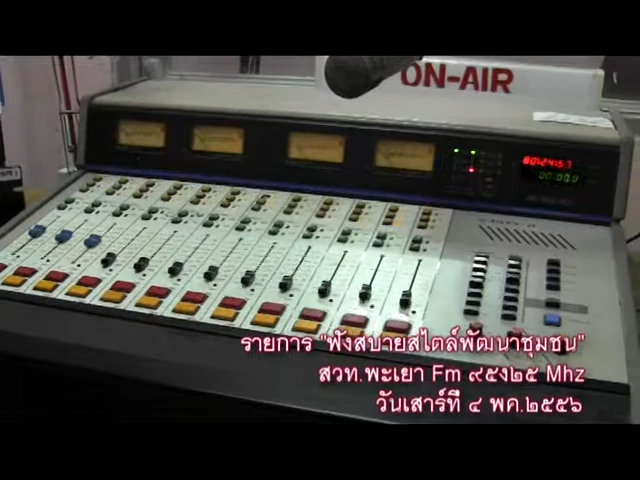 ON-AIR
รายการ "ฟังสบายสไตล์พัฒนาชุมชน"
สวท.พะเยา Fm ๙๕ง๒๕ Mhz
วันเสาร์ที่ ๔ พค.๒๕๕๖